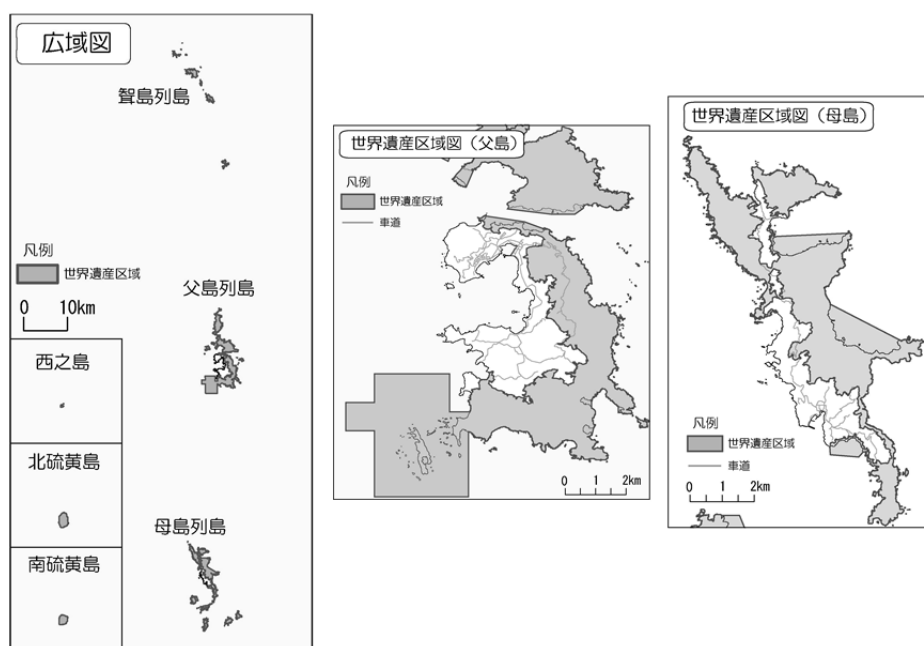 広域図
聟島列島
凡例
世界遺産区域
0 10km
父島列島
西之島
北硫黄島
南硫黄島
母島列島
世界遺産区域図（父島）
凡例
世界遺産区域
車道
0 1 2km
世界遺産区域図（母島）
凡例
世界遺産区域
車道
0 1 2km